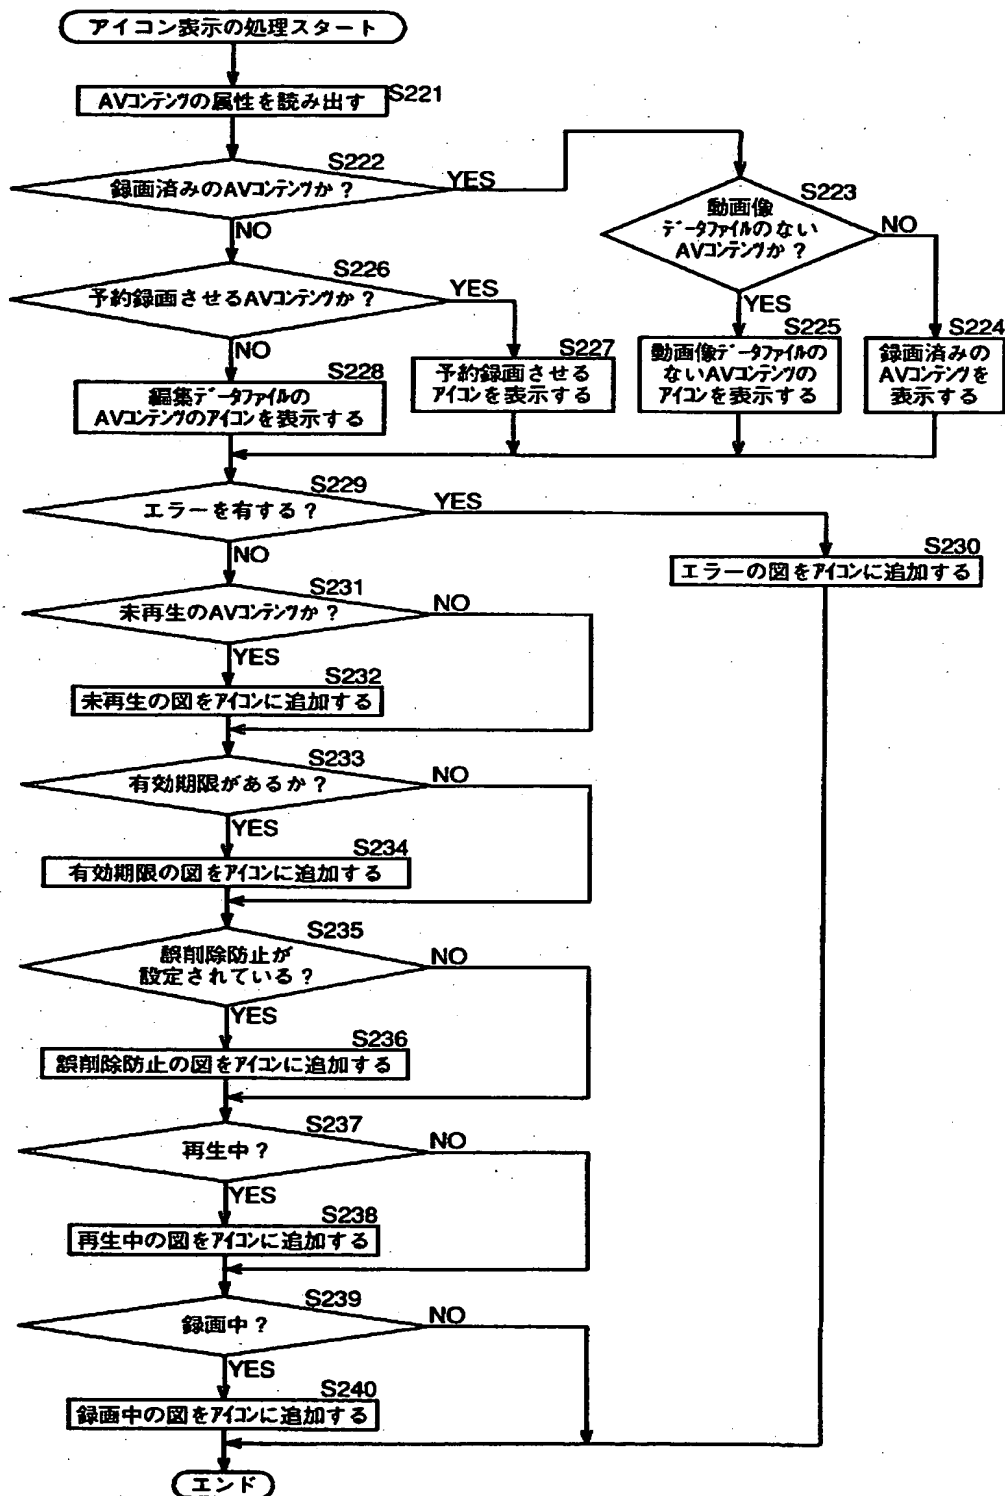 アイコン表示の処理スタート
AVコンテンツの属性を読み出す
S221
S222
録画済みのAVコンテンツか？
YES
NO
S223
動画像
データファイルのない
AVコンテンツか？
NO
YES
S226
予約録画させるAVコンテンツか？
YES
NO
S227
予約録画させる
アイコンを表示する
S225
動画像データファイルの
ないAVコンテンツの
アイコンを表示する
S224
録画済みの
AVコンテンツを
表示する
S228
編集データファイルの
AVコンテンツのアイコンを表示する
S229
エラーを有する？
YES
NO
S230
エラーの図をアイコンに追加する
S231
未再生のAVコンテンツか？
NO
YES
S232
未再生の図をアイコンに追加する
S233
有効期限があるか？
NO
YES
S234
有効期限の図をアイコンに追加する
S235
誤削除防止が
設定されている？
NO
YES
S236
誤削除防止の図をアイコンに追加する
S237
再生中？
NO
YES
S238
再生中の図をアイコンに追加する
S239
録画中？
NO
YES
S240
録画中の図をアイコンに追加する
エンド